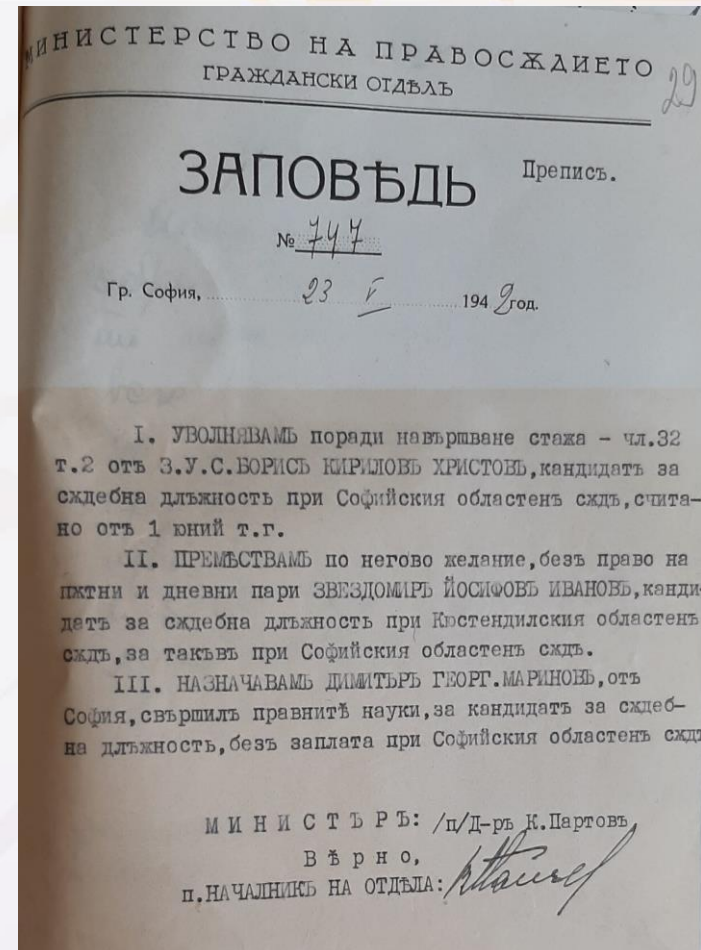 МИНИСТЕРСТВО НА ПРАВОСѪДИЕТО
ГРАЖДАНСКИ ОТДѢЛЪ
29
ЗАПОВѢДЬ
Преписъ.
№ 747
Гр. София, 23 V 1942 год.
I. УВОЛНЯВАМЪ поради навършване стажа – чл.32
т.2 отъ З.У.С.БОРИСЪ КИРИЛОВЪ ХРИСТОВЪ,кандидатъ за
сѫдебна длъжность при Софийския областенъ сѫдъ,счита-
но отъ 1 юний т.г.
II. ПРЕМѢСТВАМЪ по негово желание,безъ право на
пѫтни и дневни пари ЗВЕЗДОМИРЪ ЙОСИФОВЪ ИВАНОВЪ,канди-
датъ за сѫдебна длъжность при Кюстендилския областенъ
сѫдъ,за такъвъ при Софийския областенъ сѫдъ.
III. НАЗНАЧАВАМЪ ДИМИТЪРЪ ГЕОРГ.МАРИНОВЪ,отъ
София,свършилъ правнитѣ науки,за кандидатъ за сѫдеб-
на длъжность,безъ заплата при Софийския областенъ сѫдъ
МИНИСТЪРЪ: /п/Д-ръ К.Партовъ
Вѣрно,
п.НАЧАЛНИКЪ НА ОТДѢЛА: